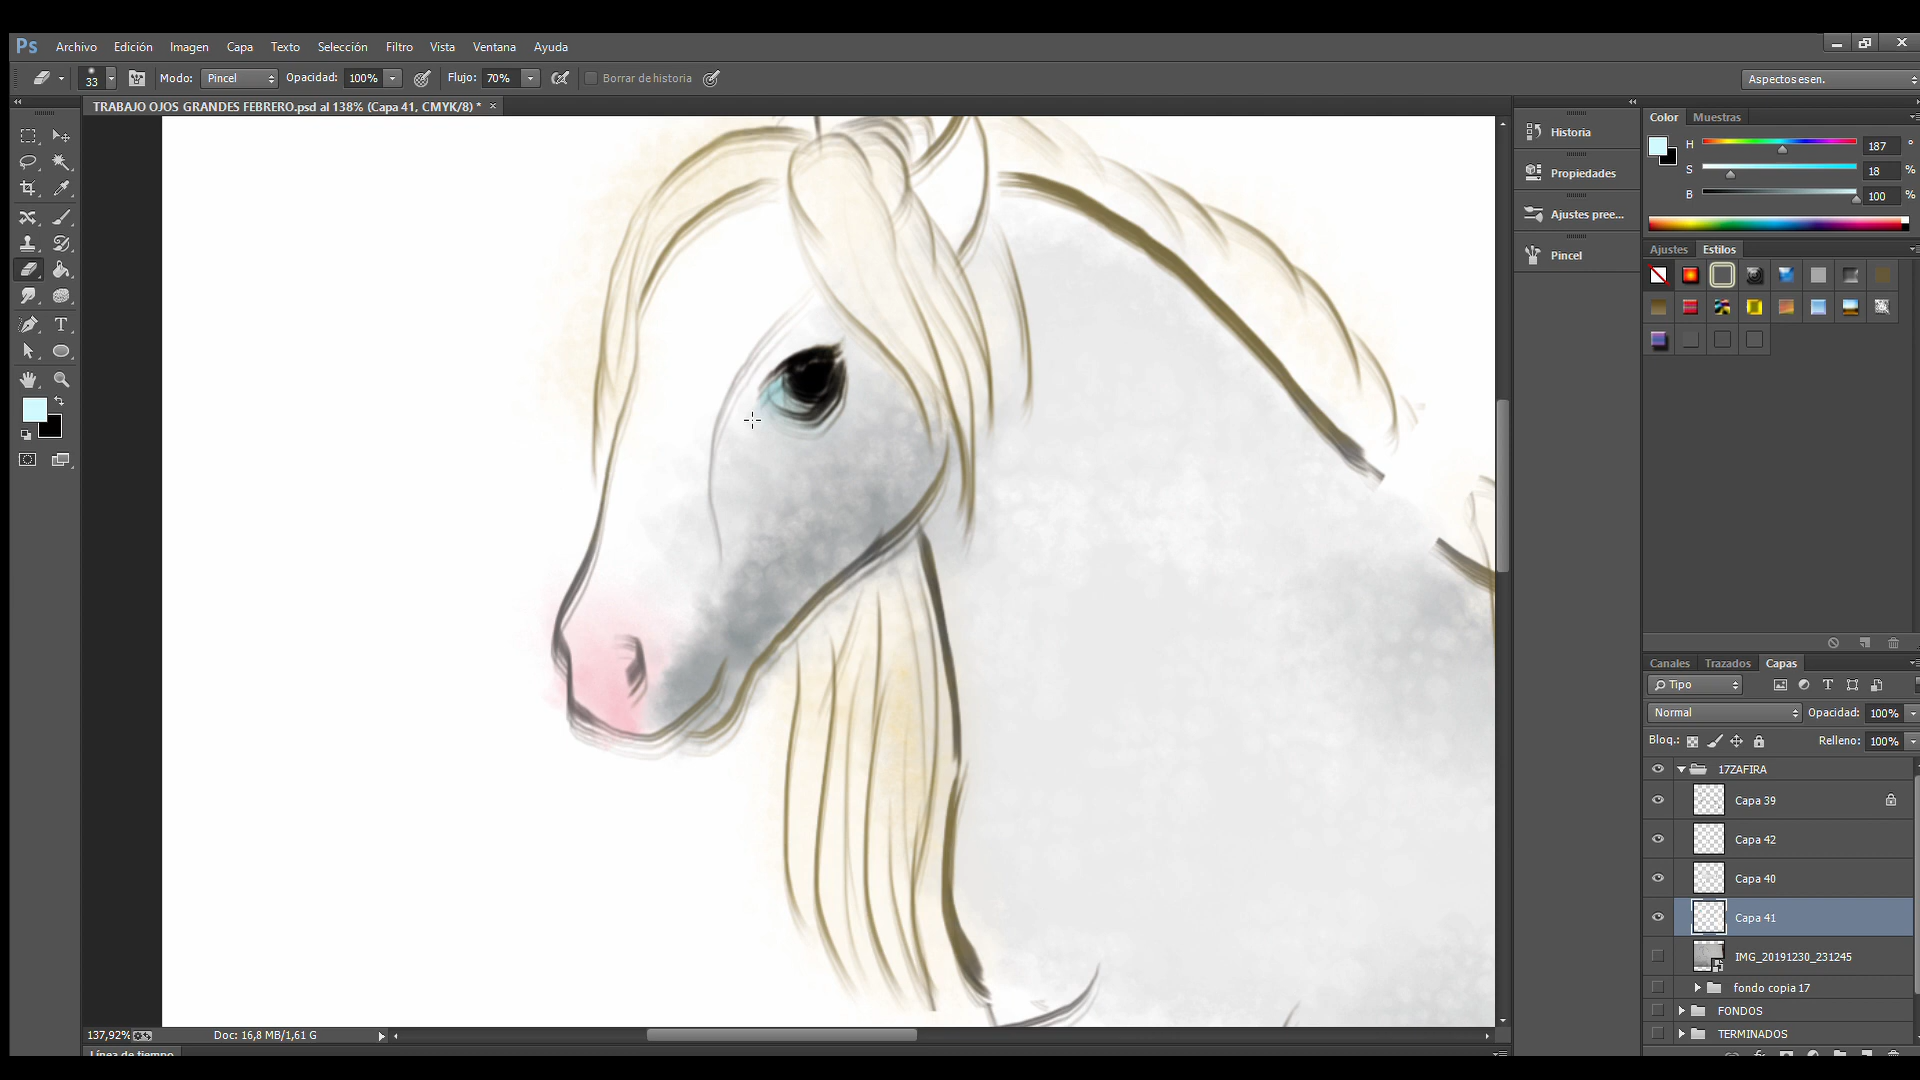 Ps Archivo Edición Imagen Capa Texto Selección Filtro Vista Ventana Ayuda
33 Modo: Pincel Opacidad: 100% Flujo: 70% Borrar de historia Aspectos esen.
TRABAJO OJOS GRANDES FEBRERO.psd al 138% (Capa 41, CMYK/8) * ×
Historia
Propiedades
Ajustes pree...
Pincel
Color Muestras
H 187 °
S 18 %
B 100 %
Ajustes Estilos
Canales Trazados Capas
Tipo
Normal Opacidad: 100%
Bloq.: Relleno: 100%
17ZAFIRA
Capa 39
Capa 42
Capa 40
Capa 41
IMG_20191230_231245
fondo copia 17
FONDOS
TERMINADOS
137,92% Doc: 16,8 MB/1,61 G
Línea de tiempo